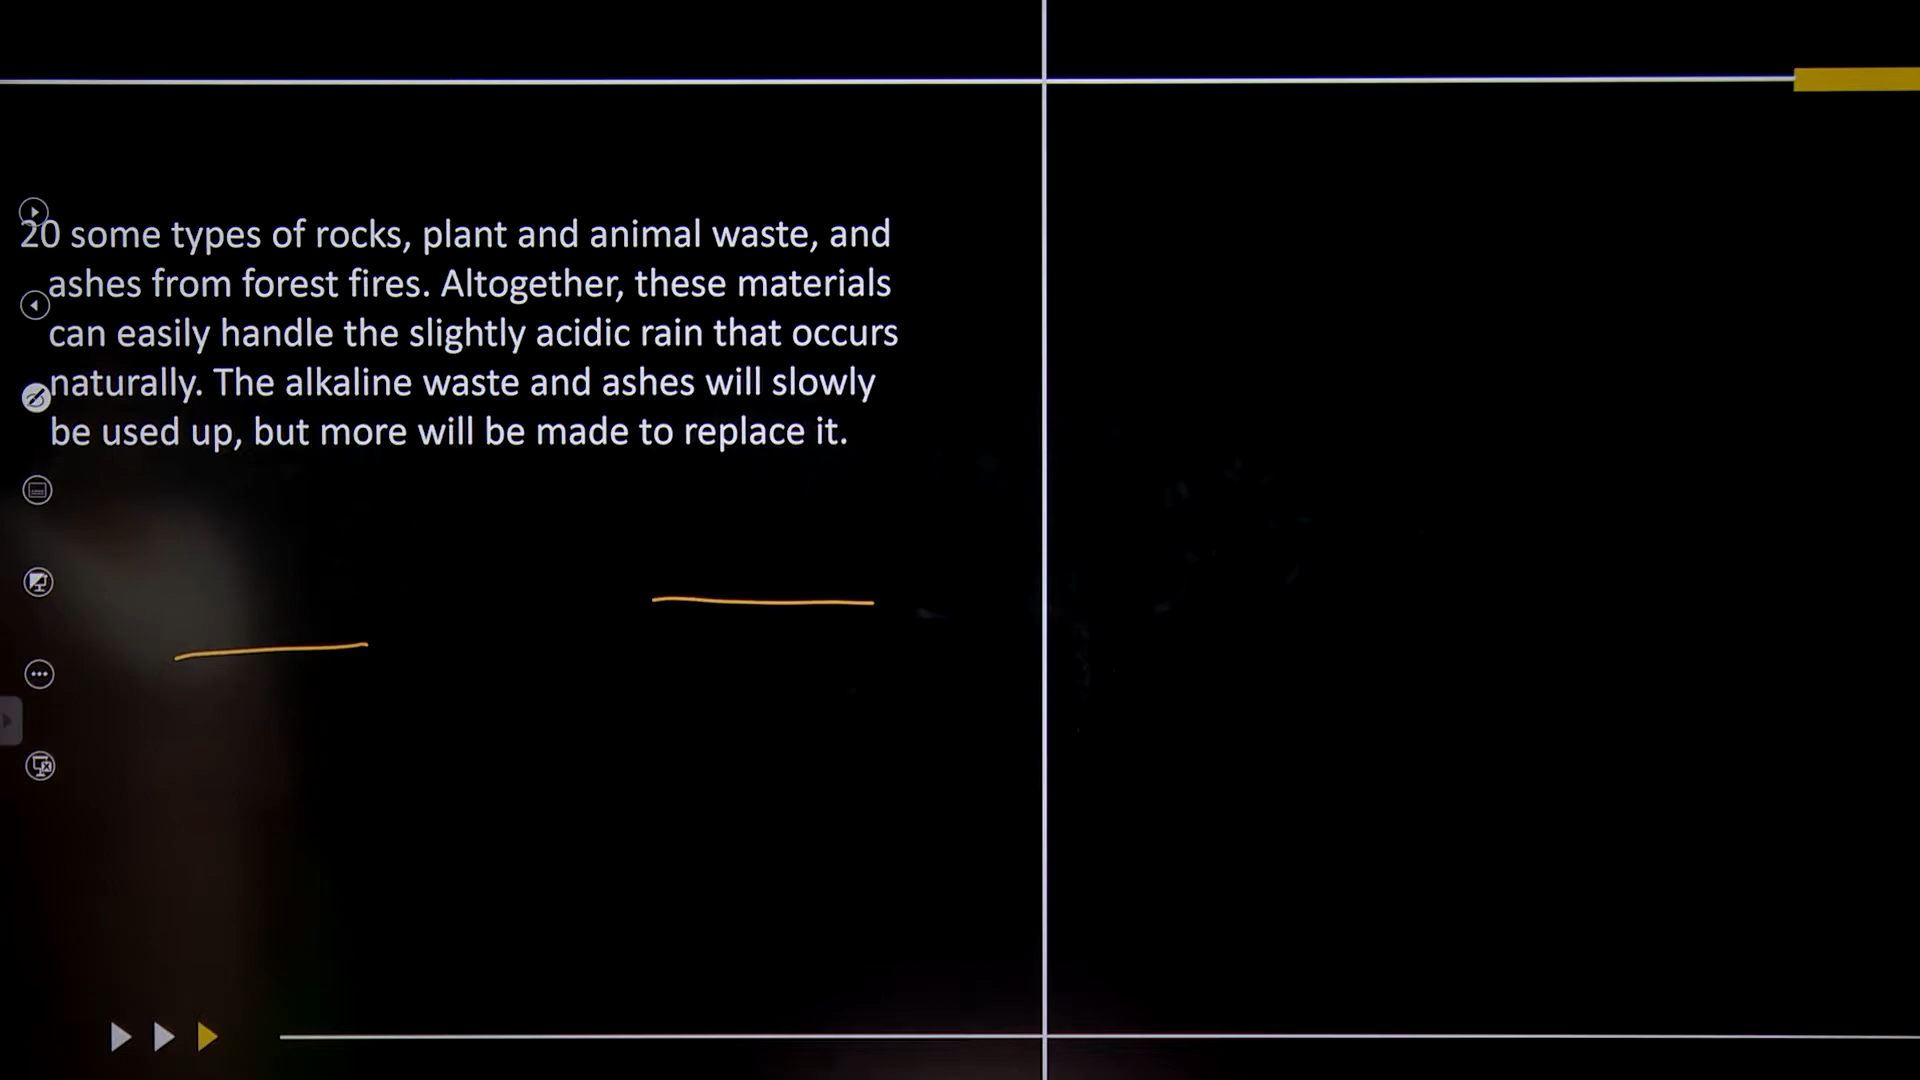 20 some types of rocks, plant and animal waste, and
ashes from forest fires. Altogether, these materials
can easily handle the slightly acidic rain that occurs
naturally. The alkaline waste and ashes will slowly
be used up, but more will be made to replace it.